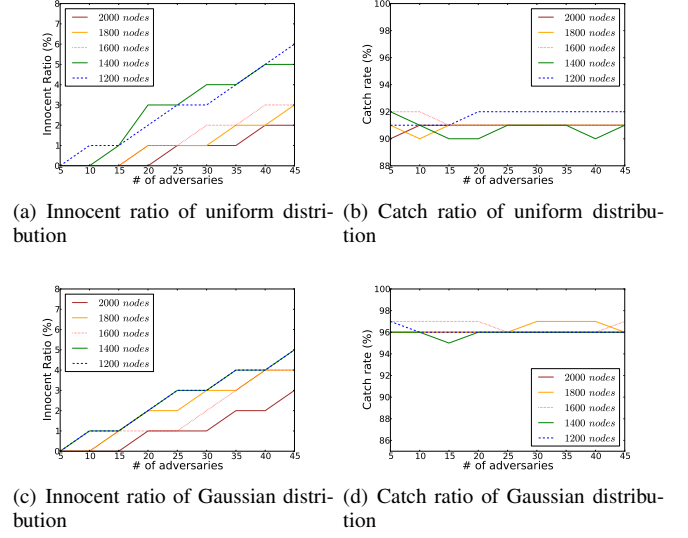 8
7
6
5
4
3
2
1
0
Innocent Ratio (%)
2000 nodes
1800 nodes
1600 nodes
1400 nodes
1200 nodes
5 10 15 20 25 30 35 40 45
# of adversaries
100
98
96
94
92
90
88
Catch rate (%)
2000 nodes
1800 nodes
1600 nodes
1400 nodes
1200 nodes
5 10 15 20 25 30 35 40 45
# of adversaries
(a) Innocent ratio of uniform distri-
bution
(b) Catch ratio of uniform distribu-
tion
8
7
6
5
4
3
2
1
0
Innocent Ratio (%)
2000 nodes
1800 nodes
1600 nodes
1400 nodes
1200 nodes
5 10 15 20 25 30 35 40 45
# of adversaries
100
98
96
94
92
90
88
86
Catch rate (%)
2000 nodes
1800 nodes
1600 nodes
1400 nodes
1200 nodes
5 10 15 20 25 30 35 40 45
# of adversaries
(c) Innocent ratio of Gaussian distri-
bution
(d) Catch ratio of Gaussian distribu-
tion